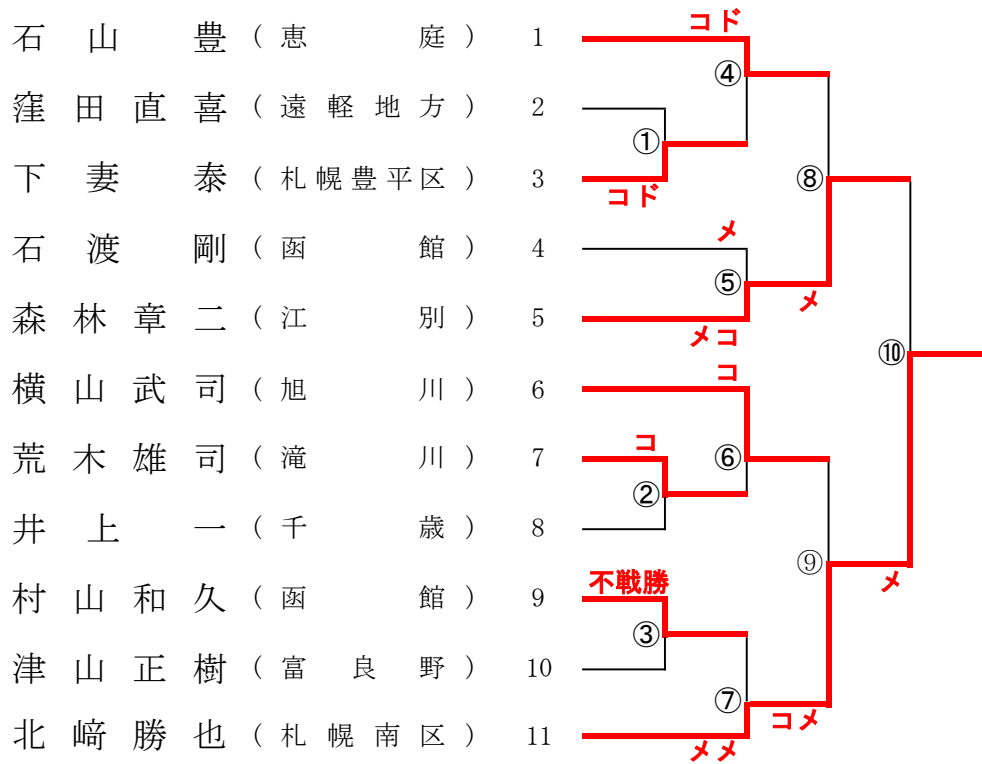 石山豊（恵庭） 1 コド
④
窪田直喜（遠軽地方） 2
①
下妻泰（札幌豊平区） 3 コド
⑧
石渡剛（函館） 4 メ
⑤ メ
森林章二（江別） 5 メコ
⑩
横山武司（旭川） 6 コ
荒木雄司（滝川） 7 コ ⑥
②
井上一（千歳） 8
⑨ メ
村山和久（函館） 9 不戦勝
③
津山正樹（富良野） 10
⑦ コメ
北﨑勝也（札幌南区） 11 メメ